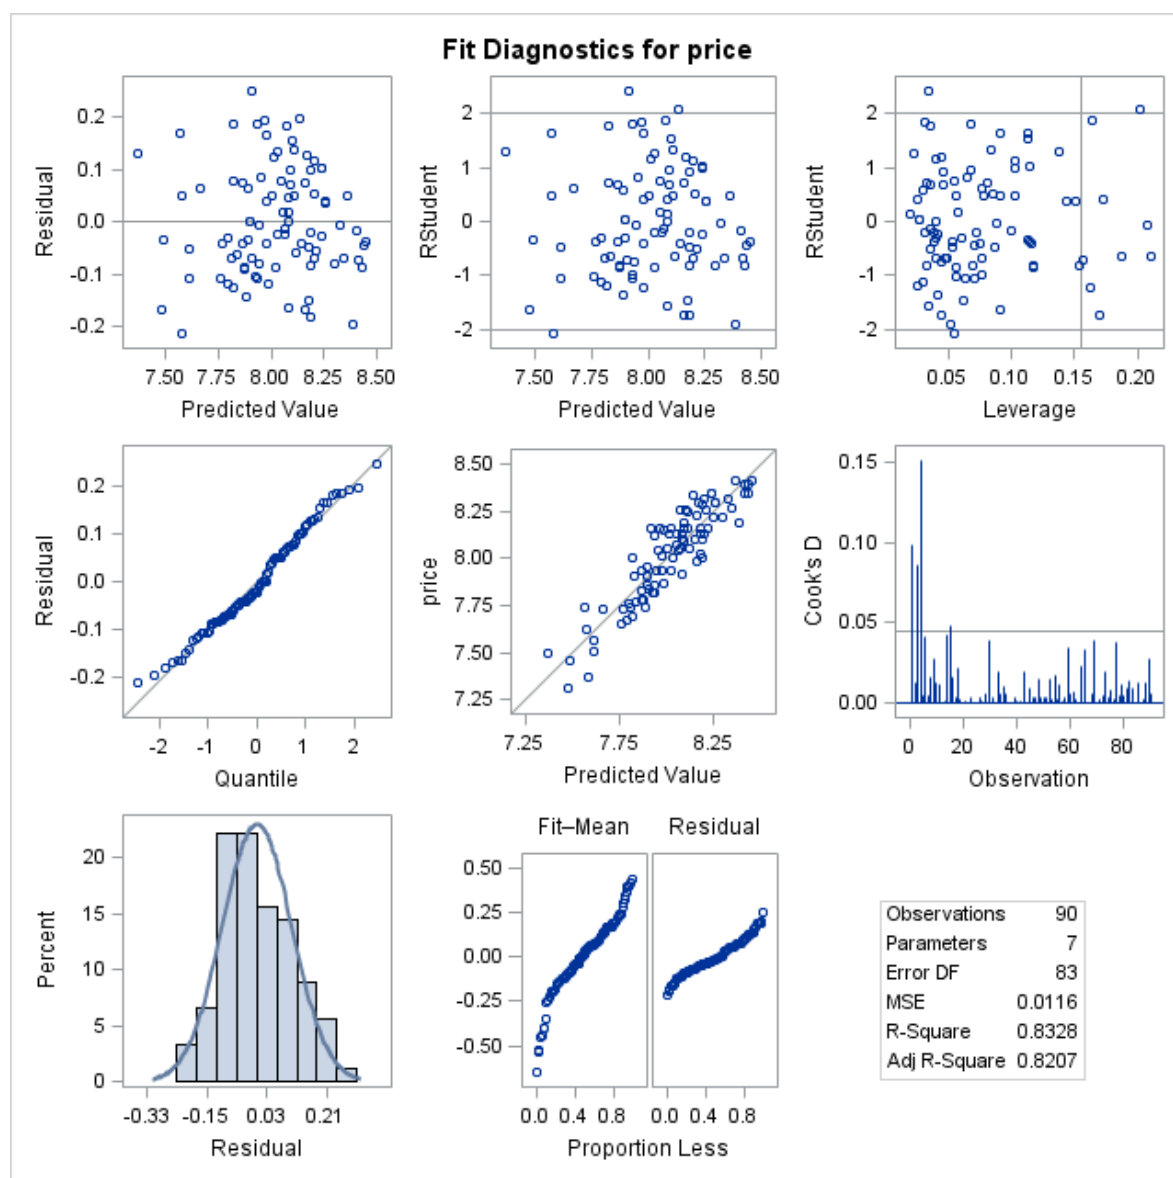 Fit Diagnostics for price
Residual
0.2
0.1
0.0
-0.1
-0.2
7.50 7.75 8.00 8.25 8.50
Predicted Value
RStudent
2
1
0
-1
-2
7.50 7.75 8.00 8.25 8.50
Predicted Value
RStudent
2
1
0
-1
-2
0.05 0.10 0.15 0.20
Leverage
Residual
0.2
0.1
0.0
-0.1
-0.2
-2 -1 0 1 2
Quantile
price
8.50
8.25
8.00
7.75
7.50
7.25
7.25 7.75 8.25
Predicted Value
Cook's D
0.15
0.10
0.05
0.00
0 20 40 60 80
Observation
Percent
20
15
10
5
0
-0.33 -0.15 0.03 0.21
Residual
Fit–Mean Residual
0.50
0.25
0.00
-0.25
-0.50
0.0 0.4 0.8 0.0 0.4 0.8
Proportion Less
Observations 90
Parameters 7
Error DF 83
MSE 0.0116
R-Square 0.8328
Adj R-Square 0.8207